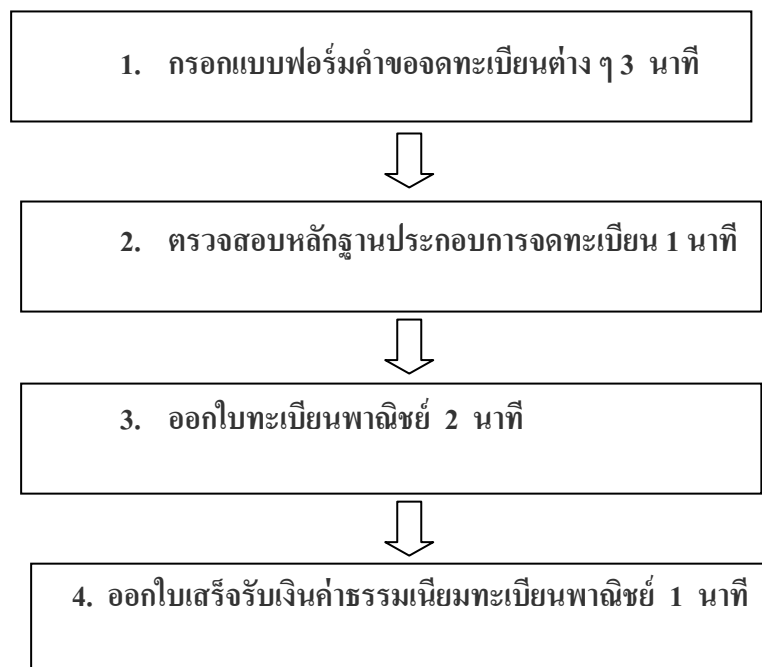 1. กรอกแบบฟอร์มคำขอจดทะเบียนต่าง ๆ 3 นาที
2. ตรวจสอบหลักฐานประกอบการจดทะเบียน 1 นาที
3. ออกใบทะเบียนพาณิชย์ 2 นาที
4. ออกใบเสร็จรับเงินค่าธรรมเนียมทะเบียนพาณิชย์ 1 นาที